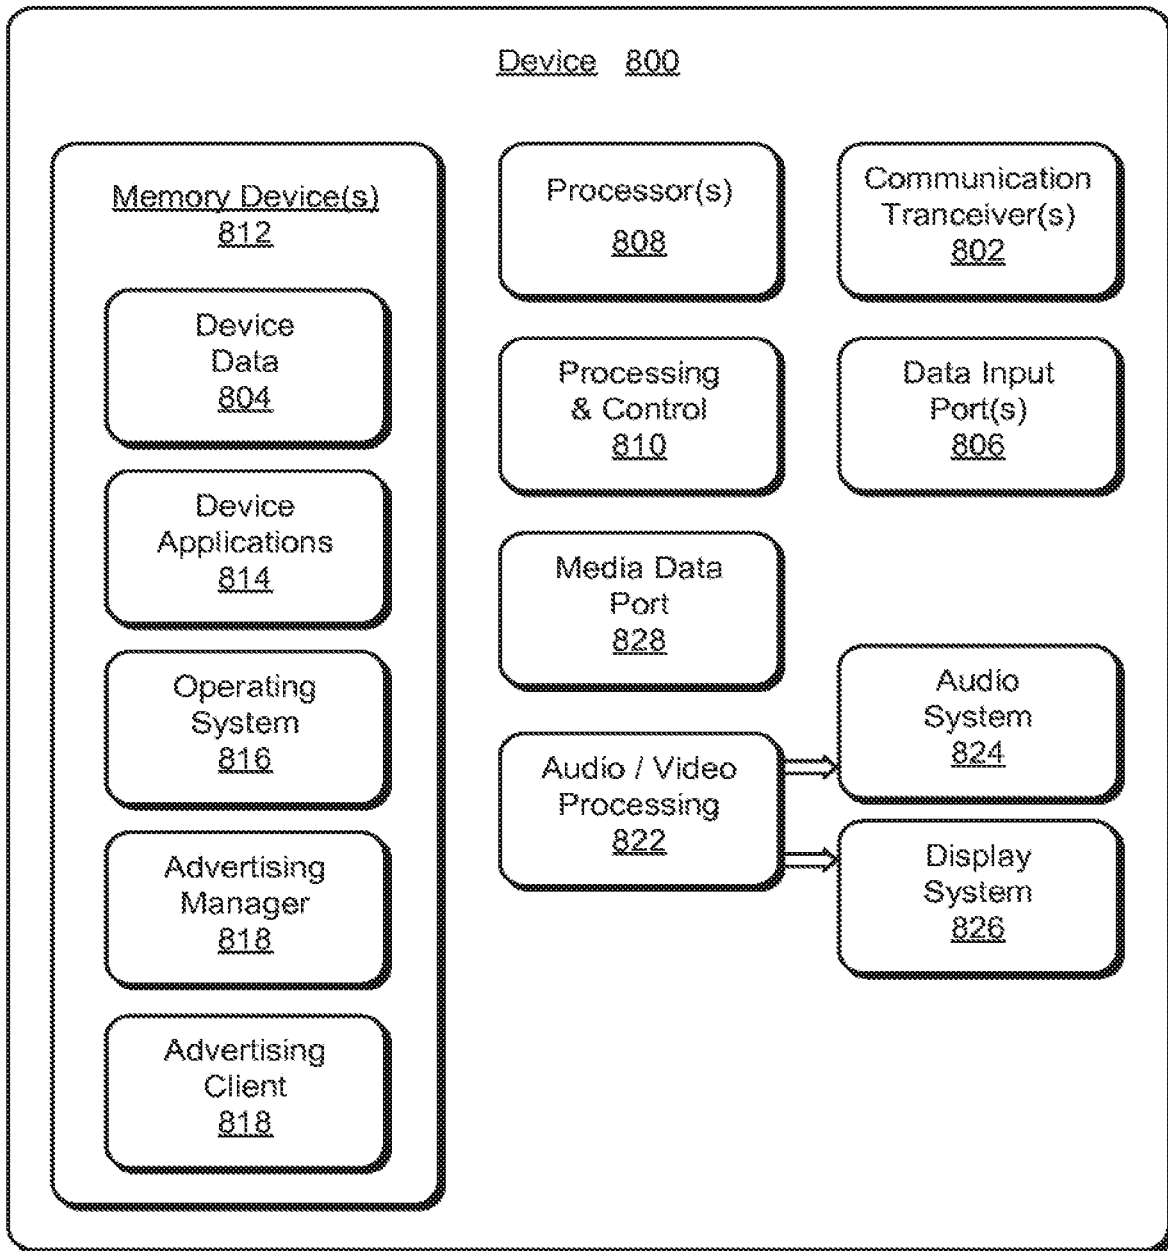 Device 800
Memory Device(s)
812
Device
Data
804
Device
Applications
814
Operating
System
816
Advertising
Manager
818
Advertising
Client
818
Processor(s)
808
Processing
& Control
810
Media Data
Port
828
Audio / Video
Processing
822
Communication
Tranceiver(s)
802
Data Input
Port(s)
806
Audio
System
824
Display
System
826